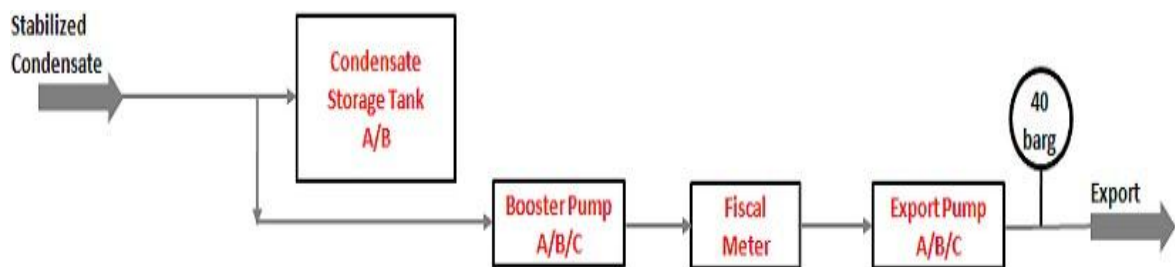 Stabilized
Condensate
Condensate
Storage Tank
A/B
40
barg
Booster Pump
A/B/C
Fiscal
Meter
Export Pump
A/B/C
Export